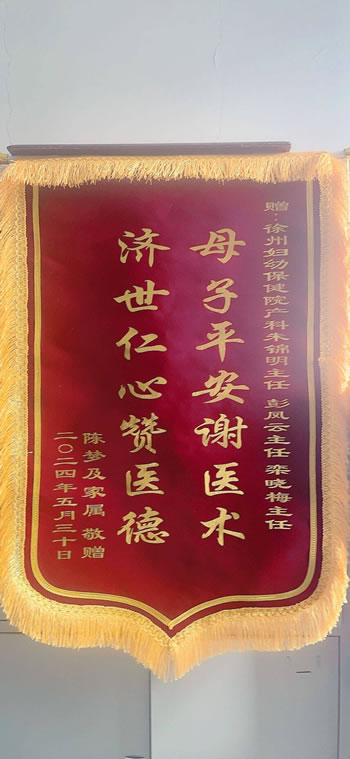 赠：徐州妇幼保健院产科朱锦明主任 彭凤云主任 栾晓梅主任
母子平安谢医术
济世仁心赞医德
陈梦及家属 敬赠
二〇二四年五月三十日